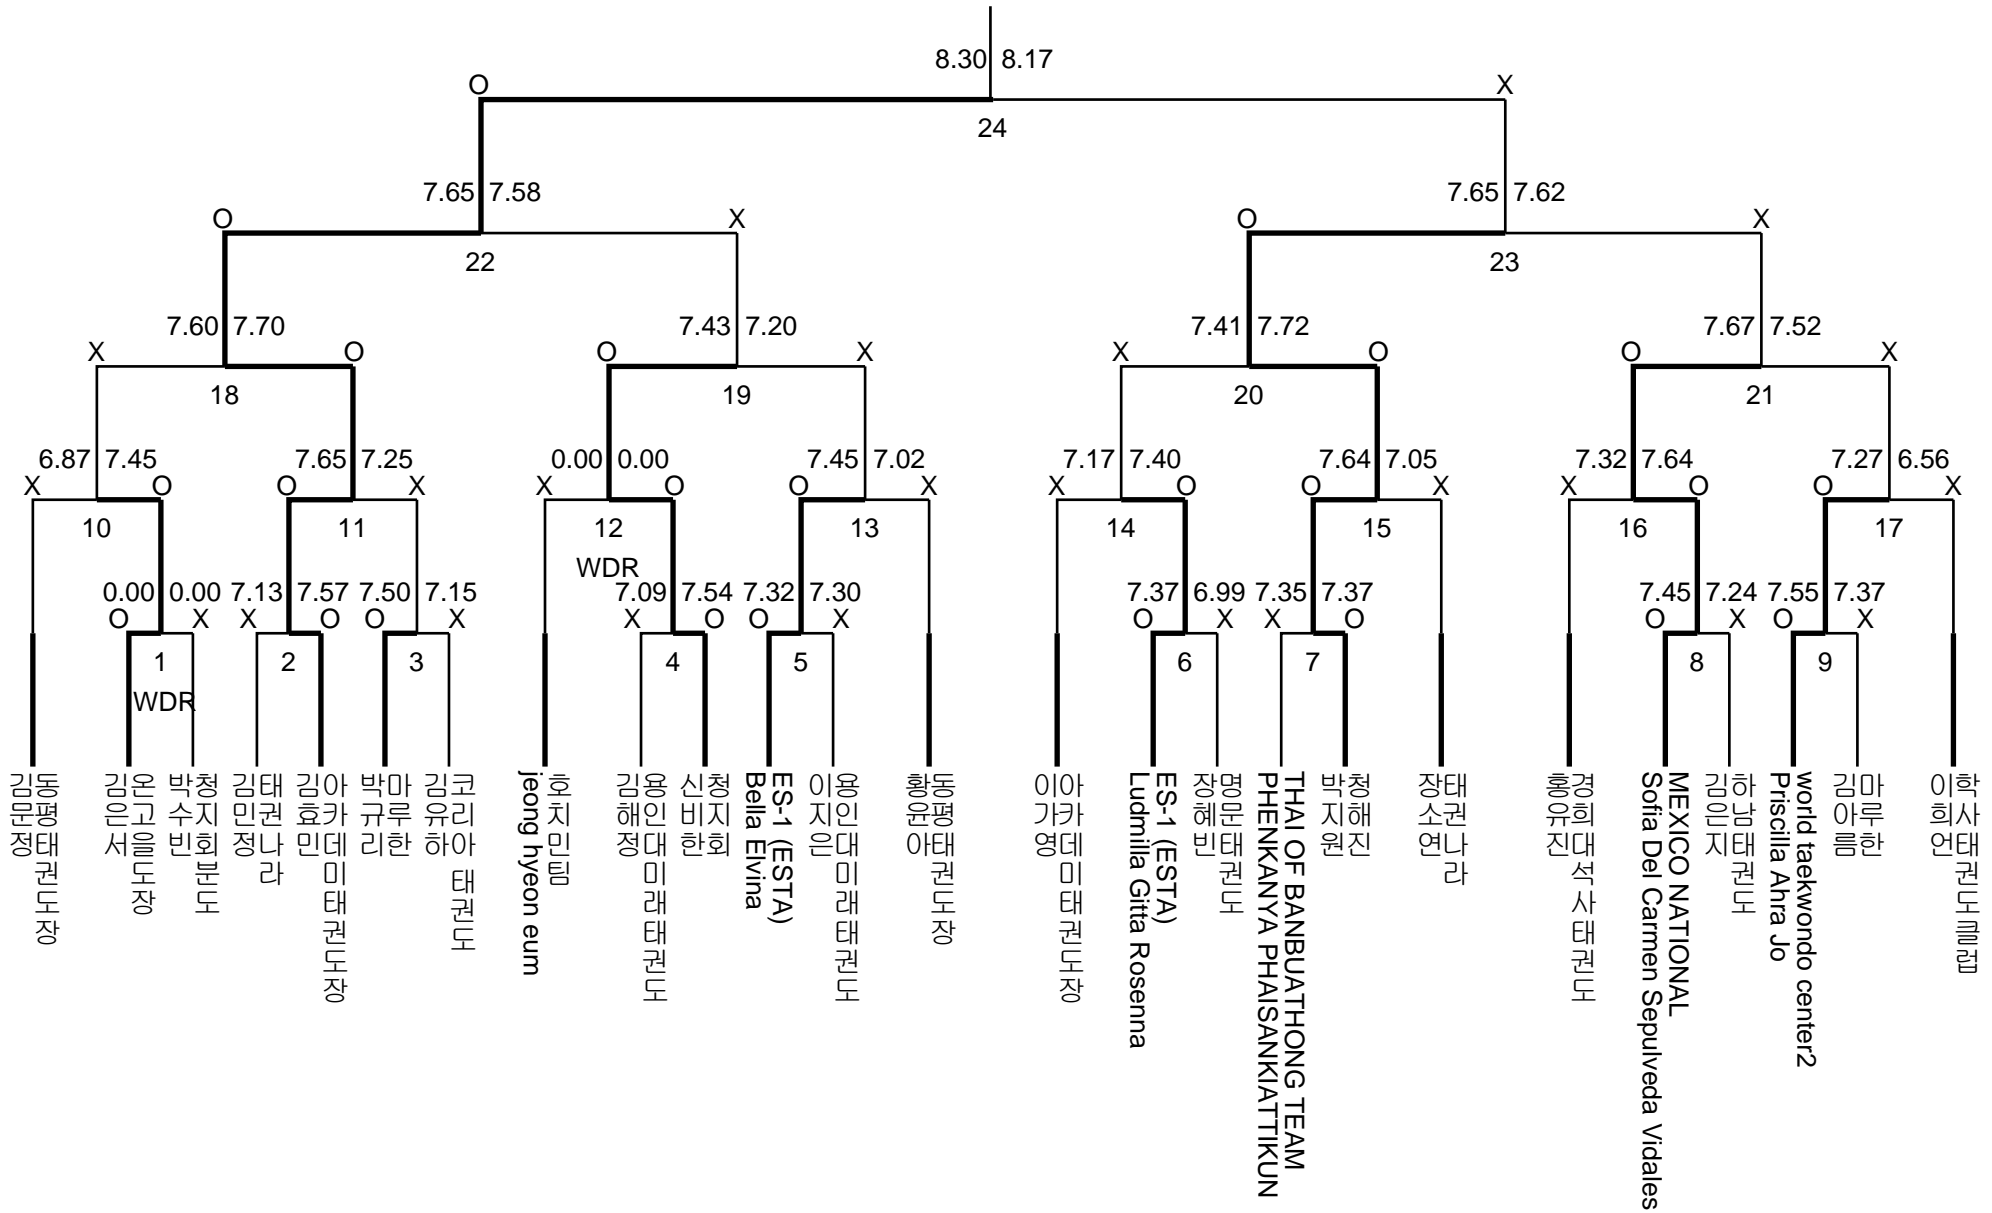 8.30 8.17
O X
24
7.65 7.58 7.65 7.62
O X O X
22 23
7.60 7.70 7.43 7.20 7.41 7.72 7.67 7.52
X O O X X O O X
18 19 20 21
6.87 7.45 7.65 7.25 0.00 0.00 7.45 7.02 7.17 7.40 7.64 7.05 7.32 7.64 7.27 6.56
X O O X X O O X X O O X X O O X
10 11 12 13 14 15 16 17
WDR
0.00 0.00 7.13 7.57 7.50 7.15 7.09 7.54 7.32 7.30 7.37 6.99 7.35 7.37 7.45 7.24 7.55 7.37
O X X O O X X O O X O X X O O X O X
1 2 3 4 5 6 7 8 9
WDR
동평태권도장
김문정
온고을도장
김은서
청지회분도
박수빈
태권나라
김민정
아카데미태권도장
김효민
마루한
박규리
코리아 태권도
김유하
호치민팀
jeong hyeon eum
용인대미래태권도
김해정
청지회
신비한
ES-1 (ESTA)
Bella Elvina
용인대미래태권도
이지은
동평태권도장
황윤아
아카데미태권도장
이가영
ES-1 (ESTA)
Ludmilla Gitta Rosenna
명문태권도
장혜빈
THAI OF BANBUATHONG TEAM
PHENKANYA PHAISANKIATTIKUN
청해진
박지원
태권나라
장소연
경희대석사태권도
홍유진
MEXICO NATIONAL
Sofia Del Carmen Sepulveda Vidales
하남태권도
김은지
world taekwondo center2
Priscilla Ahra Jo
마루한
김아름
학사태권도클럽
이희언